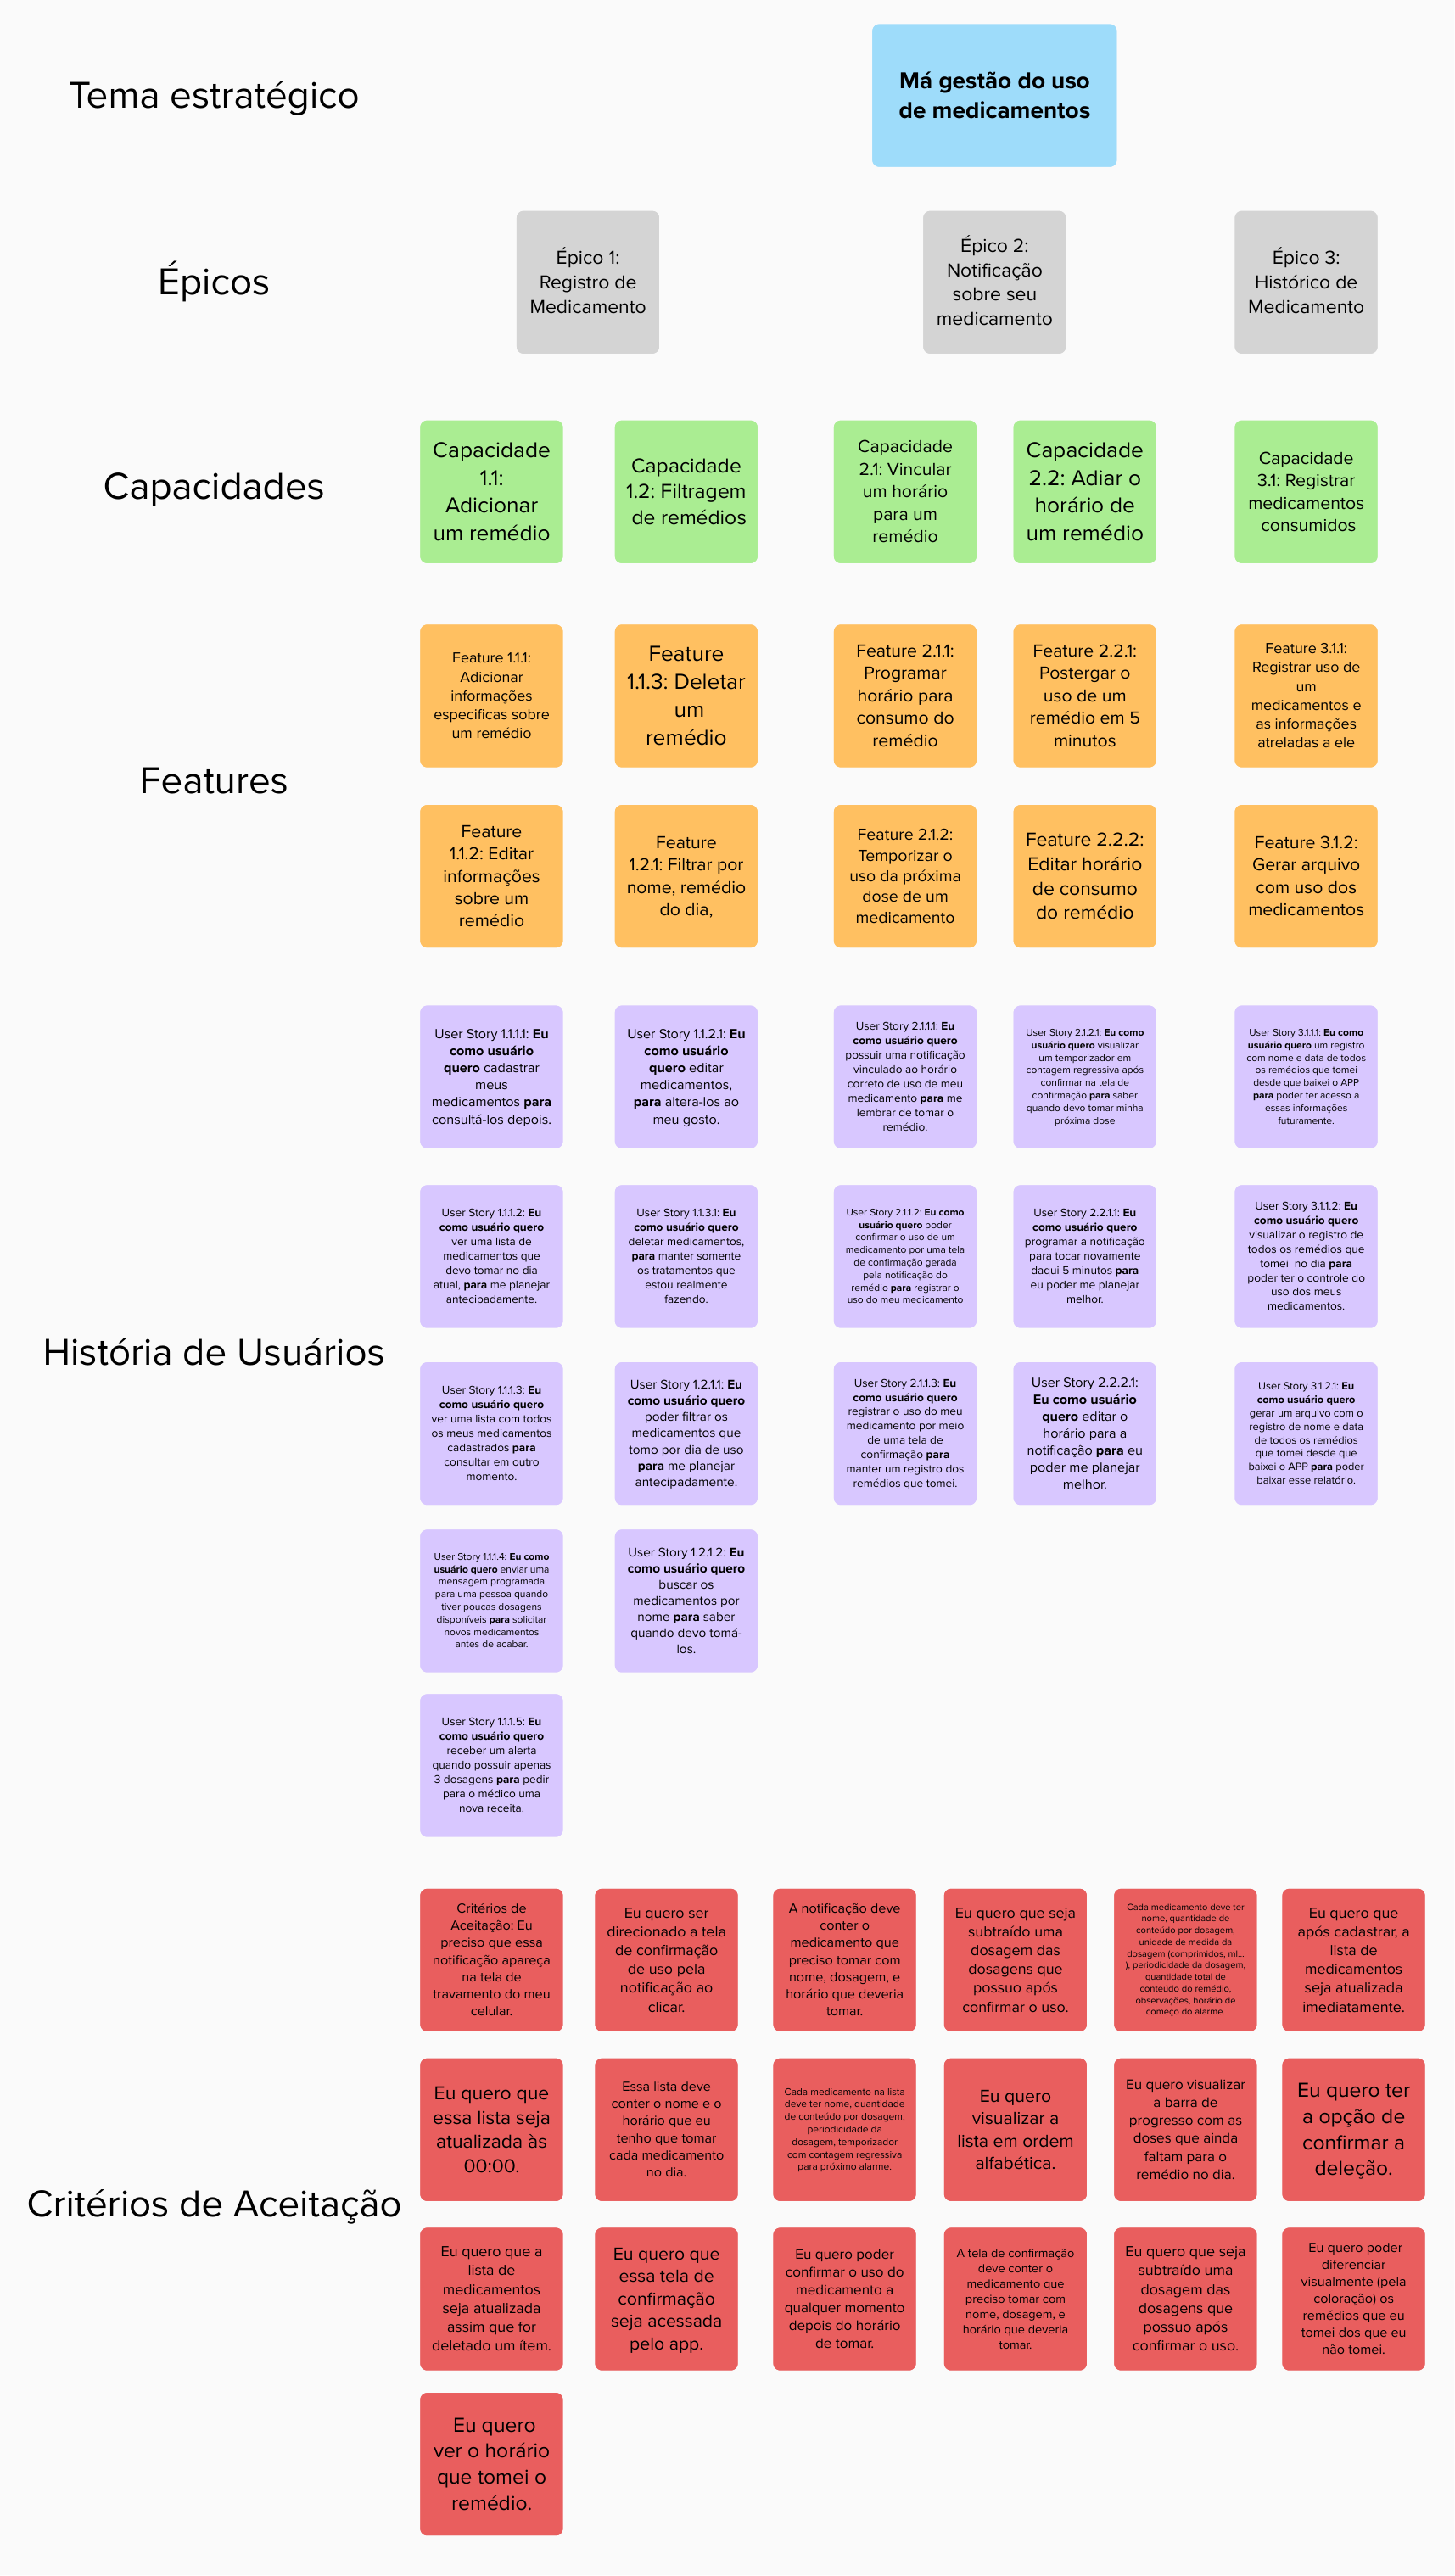 Tema estratégico
Má gestão do uso
de medicamentos
Épicos
Épico 1:
Registro de
Medicamento
Épico 2:
Notificação
sobre seu
medicamento
Épico 3:
Histórico de
Medicamento
Capacidades
Capacidade
1.1:
Adicionar
um remédio
Capacidade
1.2: Filtragem
de remédios
Capacidade
2.1: Vincular
um horário
para um
remédio
Capacidade
2.2: Adiar o
horário de
um remédio
Capacidade
3.1: Registrar
medicamentos
consumidos
Features
Feature 1.1.1:
Adicionar
informações
especificas sobre
um remédio
Feature
1.1.3: Deletar
um
remédio
Feature 2.1.1:
Programar
horário para
consumo do
remédio
Feature 2.2.1:
Postergar o
uso de um
remédio em 5
minutos
Feature 3.1.1:
Registrar uso de
um
medicamentos e
as informações
atreladas a ele
Feature
1.1.2: Editar
informações
sobre um
remédio
Feature
1.2.1: Filtrar por
nome, remédio
do dia,
Feature 2.1.2:
Temporizar o
uso da próxima
dose de um
medicamento
Feature 2.2.2:
Editar horário
de consumo
do remédio
Feature 3.1.2:
Gerar arquivo
com uso dos
medicamentos
História de Usuários
User Story 1.1.1.1: Eu
como usuário
quero cadastrar
meus
medicamentos para
consultá-los depois.
User Story 1.1.2.1: Eu
como usuário
quero editar
medicamentos,
para altera-los ao
meu gosto.
User Story 2.1.1.1: Eu
como usuário quero
possuir uma notificação
vinculado ao horário
correto de uso de meu
medicamento para me
lembrar de tomar o
remédio.
User Story 2.1.2.1: Eu como
usuário quero visualizar
um temporizador em
contagem regressiva após
confirmar na tela de
confirmação para saber
quando devo tomar minha
próxima dose
User Story 3.1.1.1: Eu como
usuário quero um registro
com nome e data de todos
os remédios que tomei
desde que baixei o APP
para poder ter acesso a
essas informações
futuramente.
User Story 1.1.1.2: Eu
como usuário quero
ver uma lista de
medicamentos que
devo tomar no dia
atual, para me planejar
antecipadamente.
User Story 1.1.3.1: Eu
como usuário quero
deletar medicamentos,
para manter somente
os tratamentos que
estou realmente
fazendo.
User Story 2.1.1.2: Eu como
usuário quero poder
confirmar o uso de um
medicamento por uma tela
de confirmação gerada
pela notificação do
remédio para registrar o
uso do meu medicamento
User Story 2.2.1.1: Eu
como usuário quero
programar a notificação
para tocar novamente
daqui 5 minutos para
eu poder me planejar
melhor.
User Story 3.1.1.2: Eu
como usuário quero
visualizar o registro de
todos os remédios que
tomei no dia para
poder ter o controle do
uso dos meus
medicamentos.
User Story 1.1.1.3: Eu
como usuário quero
ver uma lista com todos
os meus medicamentos
cadastrados para
consultar em outro
momento.
User Story 1.2.1.1: Eu
como usuário quero
poder filtrar os
medicamentos que
tomo por dia de uso
para me planejar
antecipadamente.
User Story 2.1.1.3: Eu
como usuário quero
registrar o uso do meu
medicamento por meio
de uma tela de
confirmação para
manter um registro dos
remédios que tomei.
User Story 2.2.2.1:
Eu como usuário
quero editar o
horário para a
notificação para eu
poder me planejar
melhor.
User Story 3.1.2.1: Eu
como usuário quero
gerar um arquivo com o
registro de nome e data
de todos os remédios
que tomei desde que
baixei o APP para poder
baixar esse relatório.
User Story 1.1.1.4: Eu como
usuário quero enviar uma
mensagem programada
para uma pessoa quando
tiver poucas dosagens
disponíveis para solicitar
novos medicamentos
antes de acabar.
User Story 1.2.1.2: Eu
como usuário quero
buscar os
medicamentos por
nome para saber
quando devo tomá-
los.
User Story 1.1.1.5: Eu
como usuário quero
receber um alerta
quando possuir apenas
3 dosagens para pedir
para o médico uma
nova receita.
Critérios de Aceitação
Critérios de
Aceitação: Eu
preciso que essa
notificação apareça
na tela de
travamento do meu
celular.
Eu quero ser
direcionado a tela
de confirmação
de uso pela
notificação ao
clicar.
A notificação deve
conter o
medicamento que
preciso tomar com
nome, dosagem, e
horário que deveria
tomar.
Eu quero que seja
subtraído uma
dosagem das
dosagens que
possuo após
confirmar o uso.
Cada medicamento deve ter
nome, quantidade de
conteúdo por dosagem,
unidade de medida da
dosagem (comprimidos, ml...
), periodicidade da dosagem,
quantidade total de
conteúdo do remédio,
observações, horário de
começo do alarme.
Eu quero que
após cadastrar, a
lista de
medicamentos
seja atualizada
imediatamente.
Eu quero que
essa lista seja
atualizada às
00:00.
Essa lista deve
conter o nome e o
horário que eu
tenho que tomar
cada medicamento
no dia.
Cada medicamento na lista
deve ter nome, quantidade
de conteúdo por dosagem,
periodicidade da
dosagem, temporizador
com contagem regressiva
para próximo alarme.
Eu quero
visualizar a
lista em ordem
alfabética.
Eu quero visualizar
a barra de
progresso com as
doses que ainda
faltam para o
remédio no dia.
Eu quero ter
a opção de
confirmar a
deleção.
Eu quero que a
lista de
medicamentos
seja atualizada
assim que for
deletado um ítem.
Eu quero que
essa tela de
confirmação
seja acessada
pelo app.
Eu quero poder
confirmar o uso do
medicamento a
qualquer momento
depois do horário
de tomar.
A tela de confirmação
deve conter o
medicamento que
preciso tomar com
nome, dosagem, e
horário que deveria
tomar.
Eu quero que seja
subtraído uma
dosagem das
dosagens que
possuo após
confirmar o uso.
Eu quero poder
diferenciar
visualmente (pela
coloração) os
remédios que eu
tomei dos que eu
não tomei.
Eu quero
ver o horário
que tomei o
remédio.